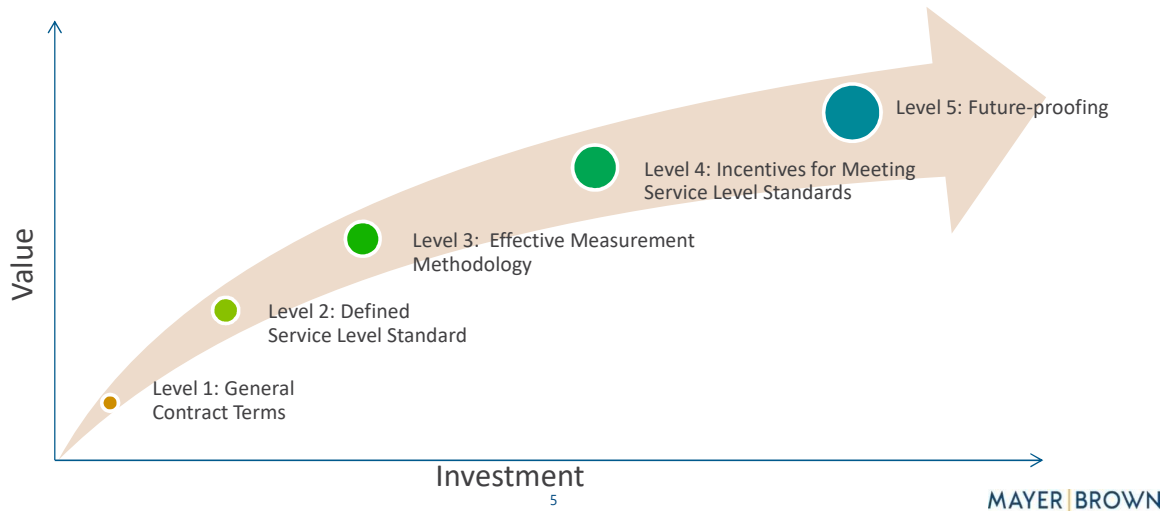 Value
Level 5: Future-proofing
Level 4: Incentives for Meeting
Service Level Standards
Level 3:  Effective Measurement
Methodology
Level 2: Defined
Service Level Standard
Level 1: General
Contract Terms
Investment
5
MAYER|BROWN